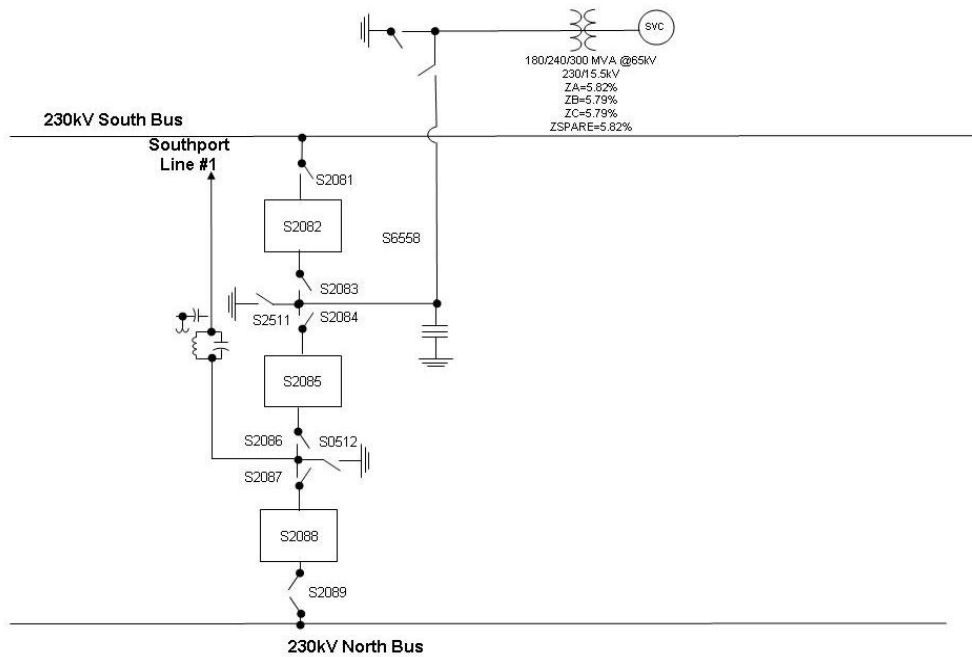 SVC
180/240/300 MVA @65kV
230/15.5kV
ZA=5.82%
ZB=5.79%
ZC=5.79%
ZSPARE=5.82%
230kV South Bus
Southport
Line #1
S2081
S2082
S6558
S2083
S2511
S2084
S2085
S2086
S0512
S2087
S2088
S2089
230kV North Bus